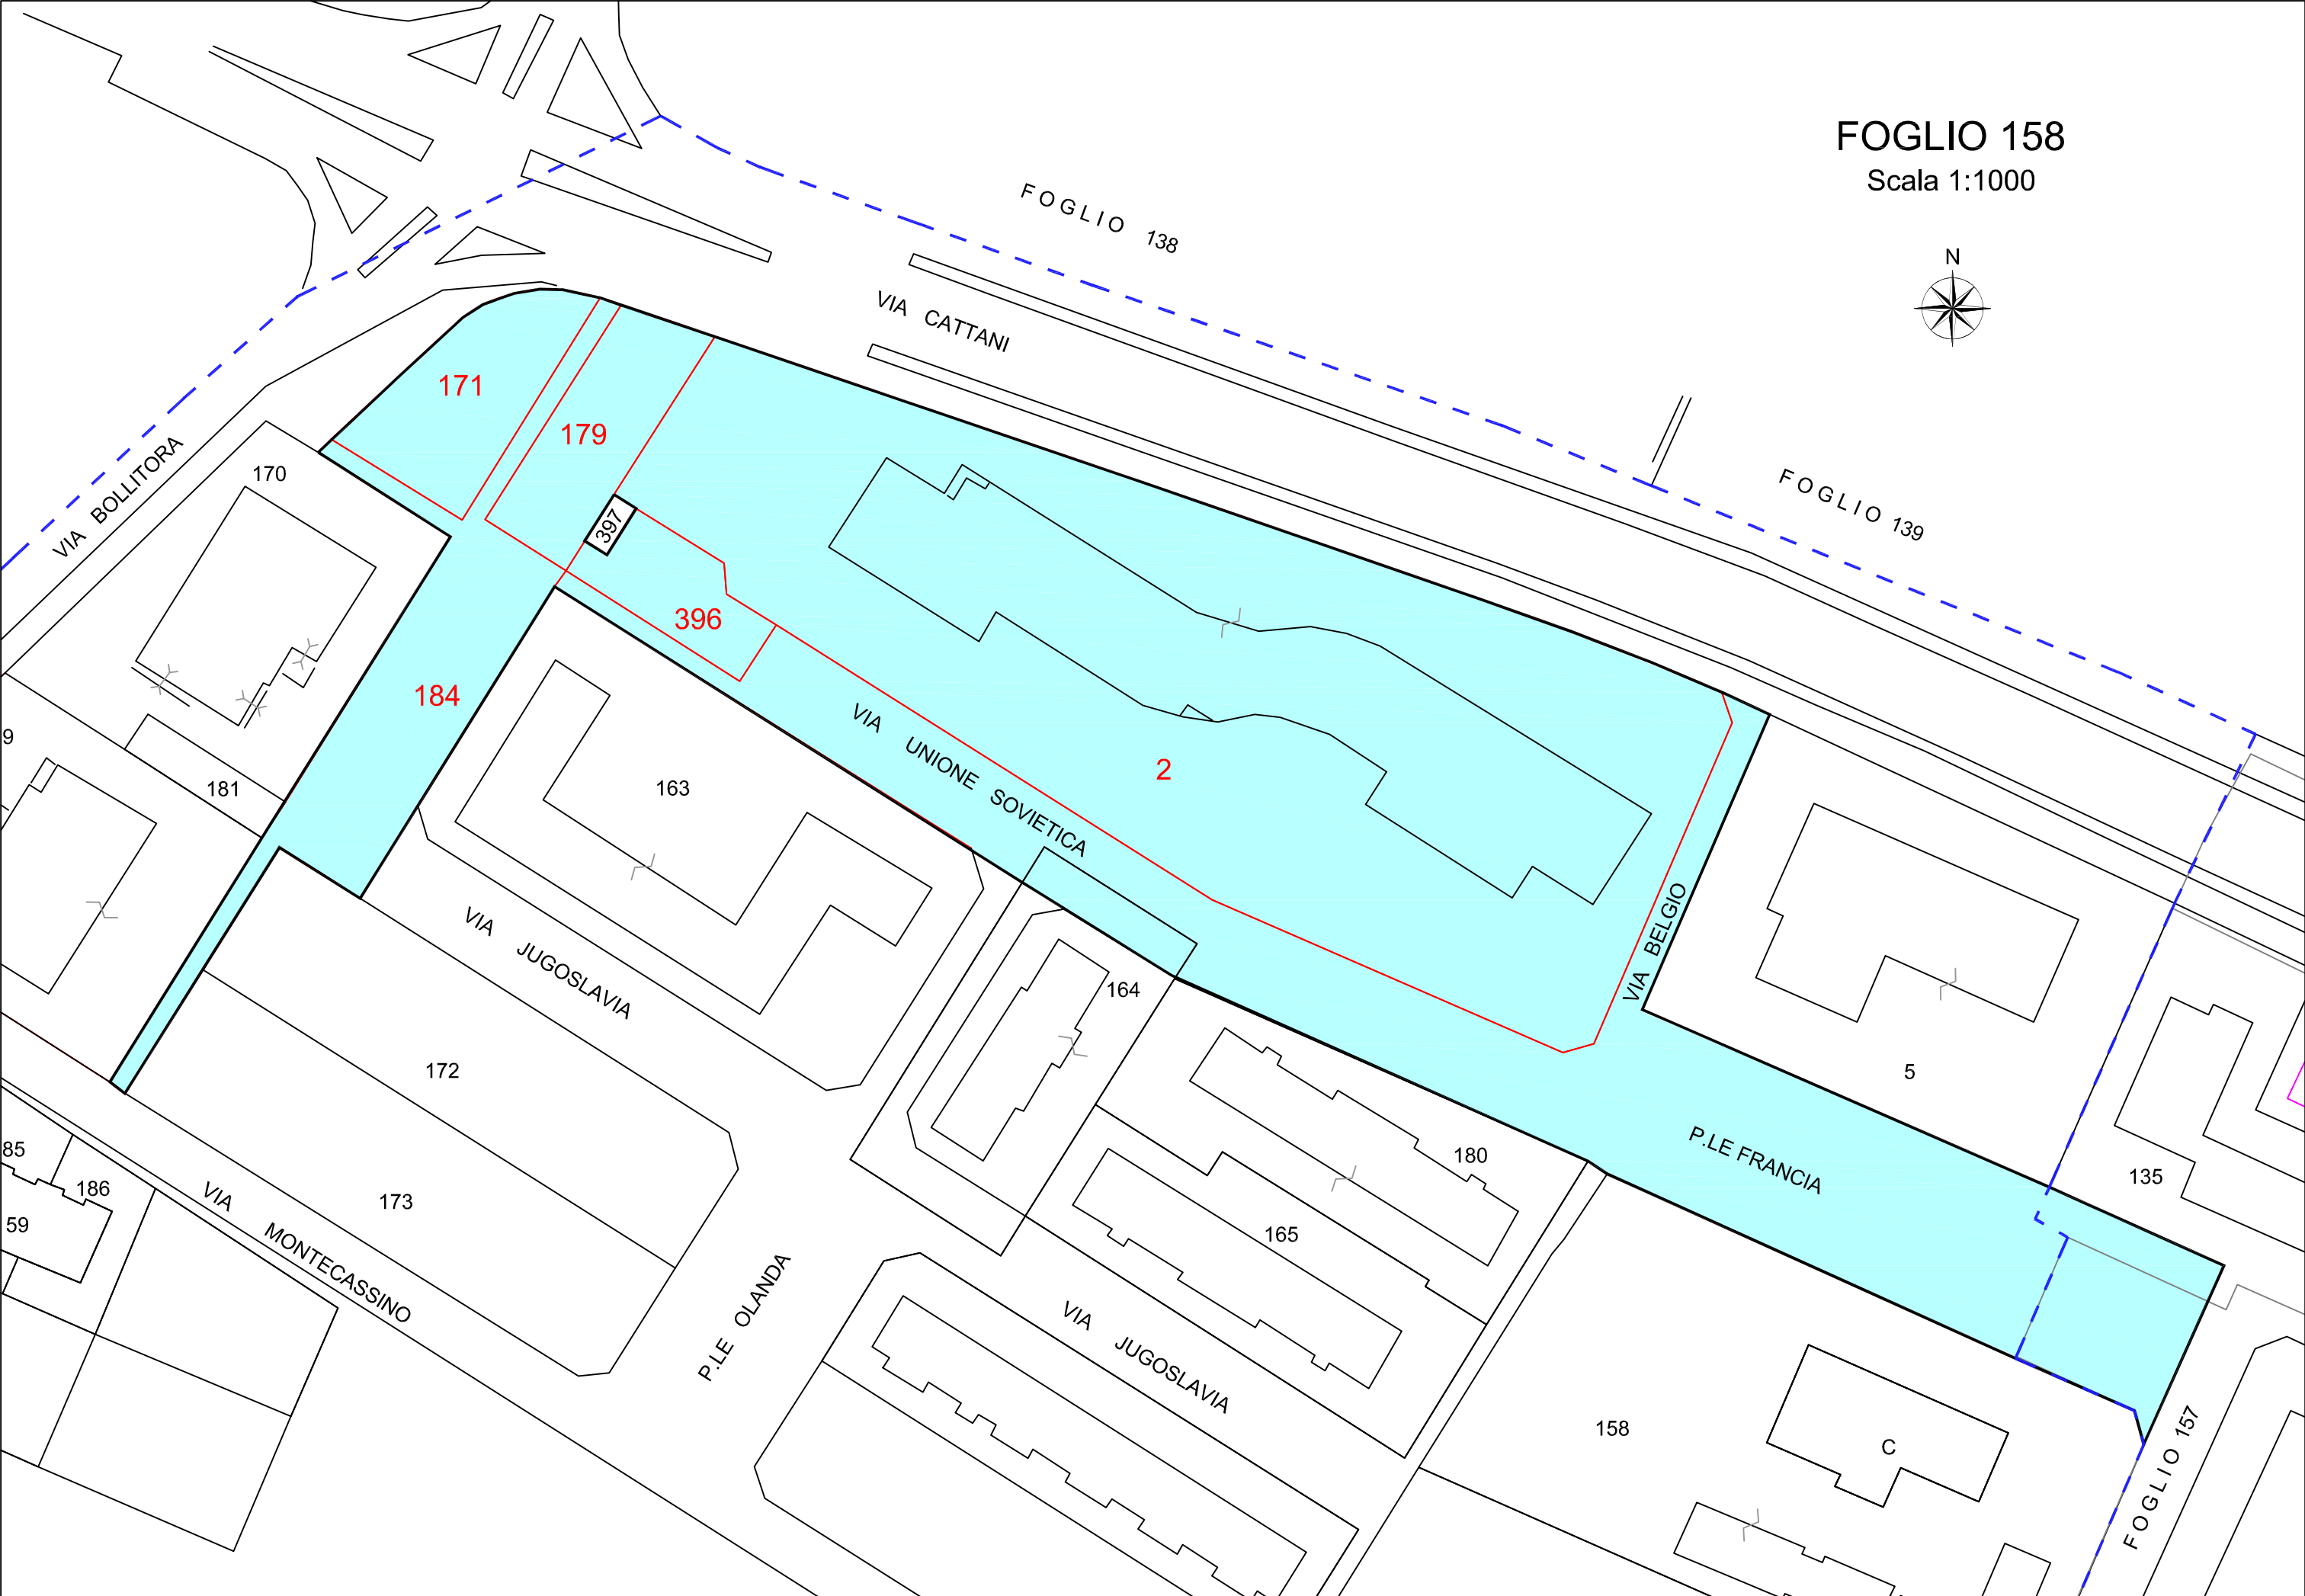 FOGLIO 158
Scala 1:1000
N
FOGLIO 138
VIA CATTANI
171
179
170
VIA BOLLITORA
397
FOGLIO 139
396
184
9
181
163
VIA UNIONE SOVIETICA
2
VIA BELGIO
VIA JUGOSLAVIA
164
172
5
P.LE FRANCIA
180
135
85
186
59
173
165
VIA MONTECASSINO
P.LE OLANDA
VIA JUGOSLAVIA
158
C
FOGLIO 157